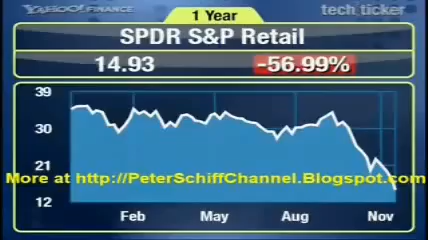 YAHOO! FINANCE
1 Year
tech ticker
SPDR S&P Retail
14.93 -56.99%
39
30
21
More at http://PeterSchiffChannel.Blogspot.com
12
Feb May Aug Nov